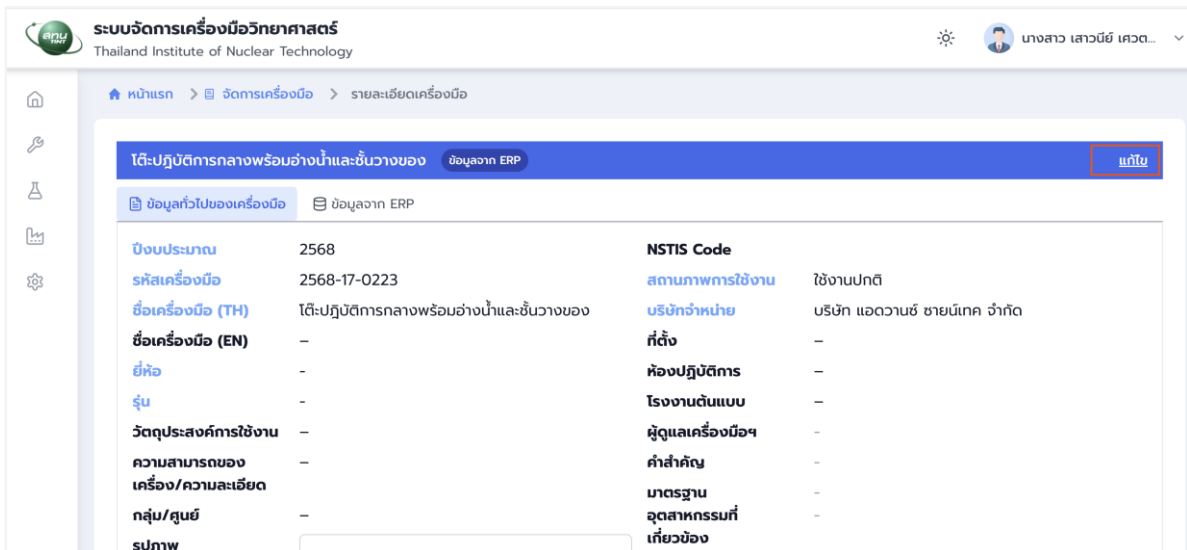 สทน
TINT
ระบบจัดการเครื่องมือวิทยาศาสตร์
Thailand Institute of Nuclear Technology
นางสาว เสาวนีย์ เศวต...
หน้าแรก > จัดการเครื่องมือ > รายละเอียดเครื่องมือ
โต๊ะปฎิบัติการกลางพร้อมอ่างน้ำและชั้นวางของ ข้อมูลจาก ERP แก้ไข
ข้อมูลทั่วไปของเครื่องมือ ข้อมูลจาก ERP
ปีงบประมาณ 2568
รหัสเครื่องมือ 2568-17-0223
ชื่อเครื่องมือ (TH) โต๊ะปฎิบัติการกลางพร้อมอ่างน้ำและชั้นวางของ
ชื่อเครื่องมือ (EN) –
ยี่ห้อ -
รุ่น -
วัตถุประสงค์การใช้งาน –
ความสามารถของ –
เครื่อง/ความละเอียด
กลุ่ม/ศูนย์ –
รูปภาพ
NSTIS Code
สถานภาพการใช้งาน ใช้งานปกติ
บริษัทจำหน่าย บริษัท แอดวานซ์ ซายน์เทค จำกัด
ที่ตั้ง –
ห้องปฏิบัติการ –
โรงงานต้นแบบ –
ผู้ดูแลเครื่องมือฯ -
คำสำคัญ -
มาตรฐาน -
อุตสาหกรรมที่ -
เกี่ยวข้อง